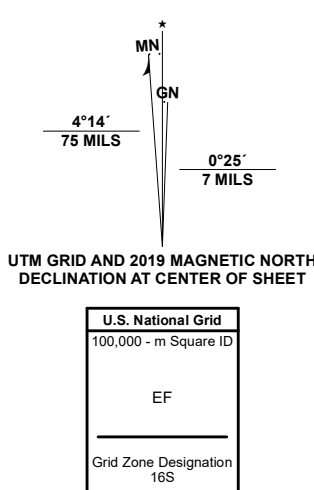 MN
GN
4°14´
75 MILS
0°25´
7 MILS
UTM GRID AND 2019 MAGNETIC NORTH
DECLINATION AT CENTER OF SHEET
U.S. National Grid
100,000 - m Square ID
EF
Grid Zone Designation
16S